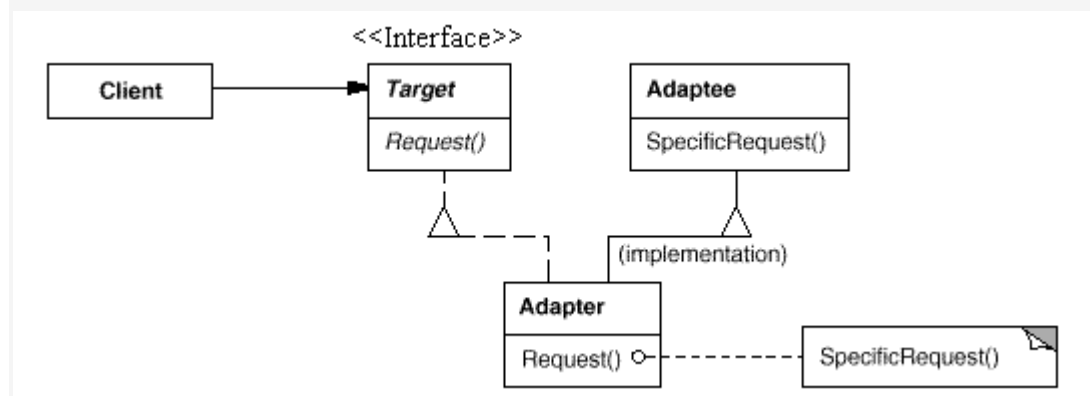 <<Interface>>
Client
Target
Request()
Adaptee
SpecificRequest()
(implementation)
Adapter
Request()
SpecificRequest()